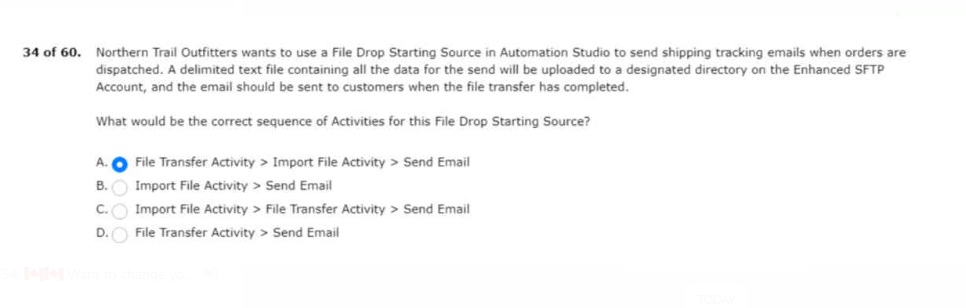 34 of 60. Northern Trail Outfitters wants to use a File Drop Starting Source in Automation Studio to send shipping tracking emails when orders are
dispatched. A delimited text file containing all the data for the send will be uploaded to a designated directory on the Enhanced SFTP
Account, and the email should be sent to customers when the file transfer has completed.
What would be the correct sequence of Activities for this File Drop Starting Source?
A. File Transfer Activity > Import File Activity > Send Email
B. Import File Activity > Send Email
C. Import File Activity > File Transfer Activity > Send Email
D. File Transfer Activity > Send Email
TODAY